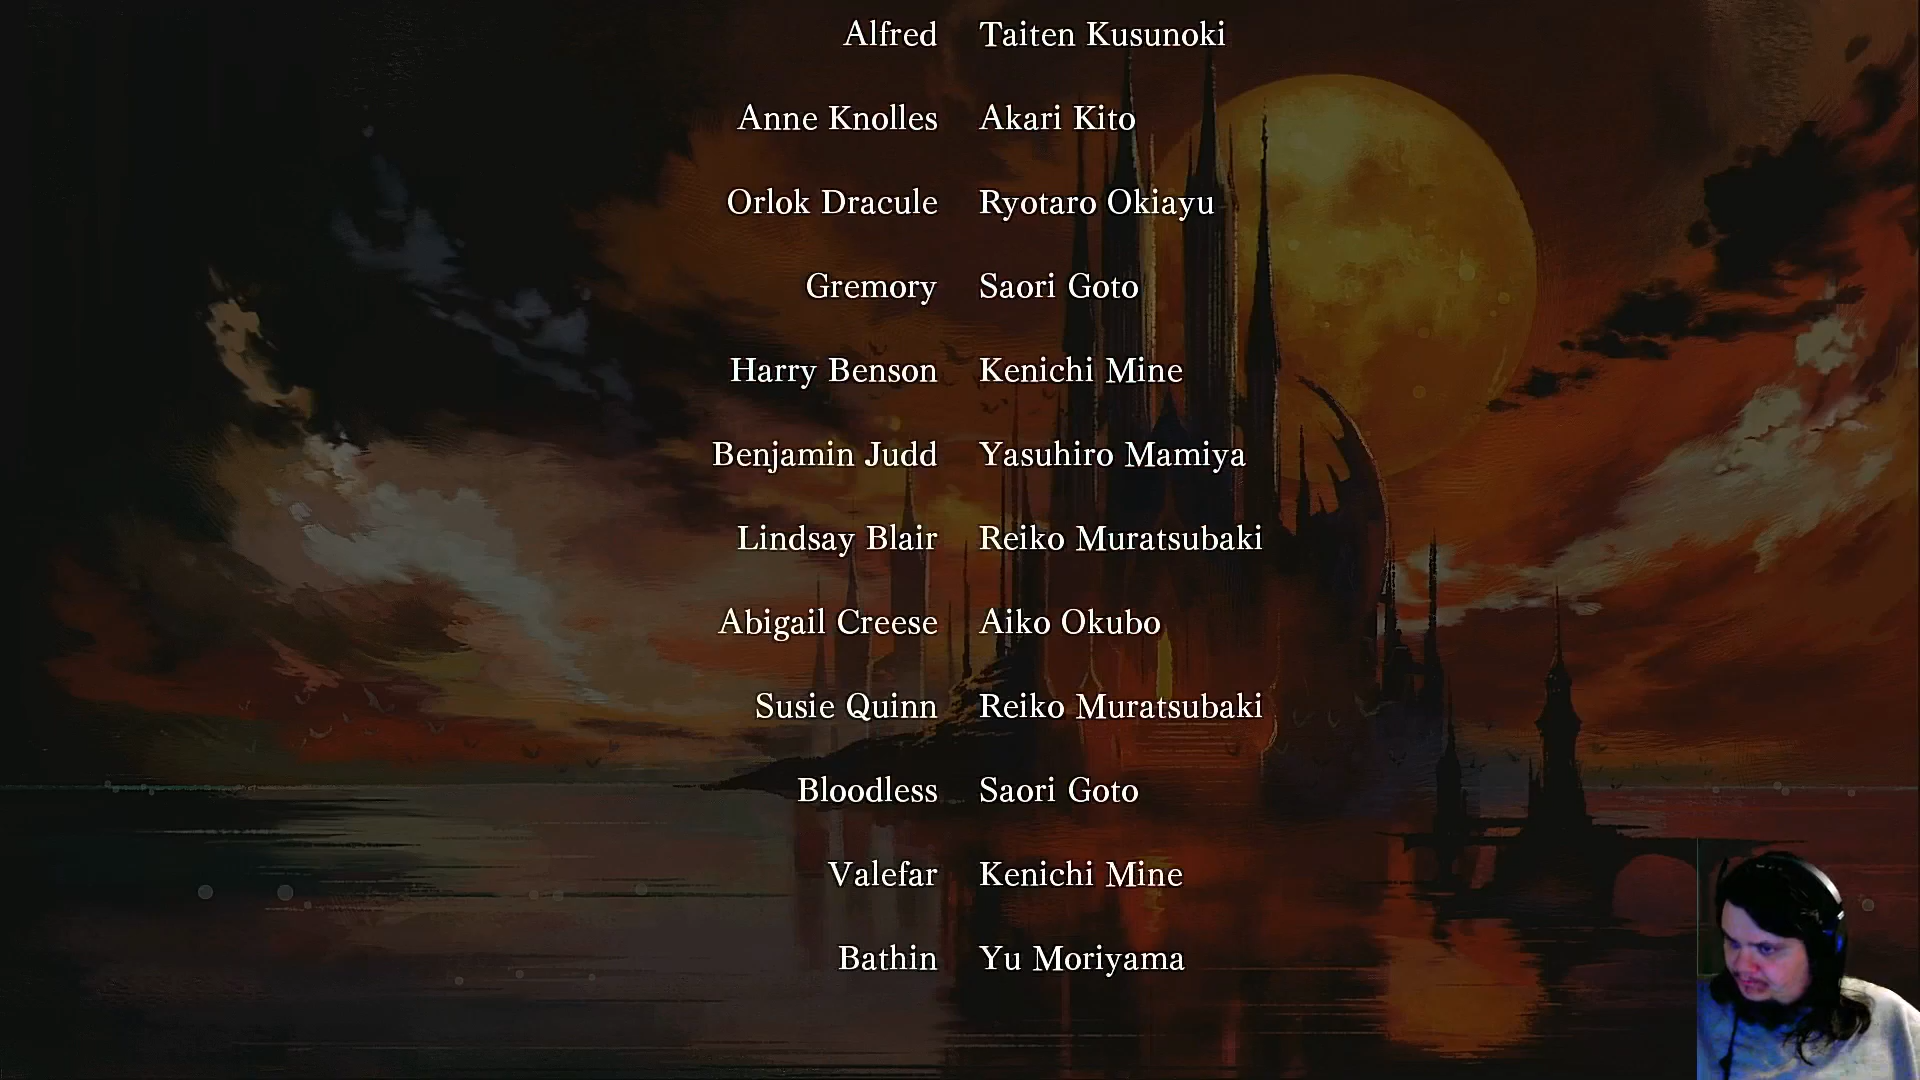 Alfred Taiten Kusunoki
Anne Knolles Akari Kito
Orlok Dracule Ryotaro Okiayu
Gremory Saori Goto
Harry Benson Kenichi Mine
Benjamin Judd Yasuhiro Mamiya
Lindsay Blair Reiko Muratsubaki
Abigail Creese Aiko Okubo
Susie Quinn Reiko Muratsubaki
Bloodless Saori Goto
Valefar Kenichi Mine
Bathin Yu Moriyama